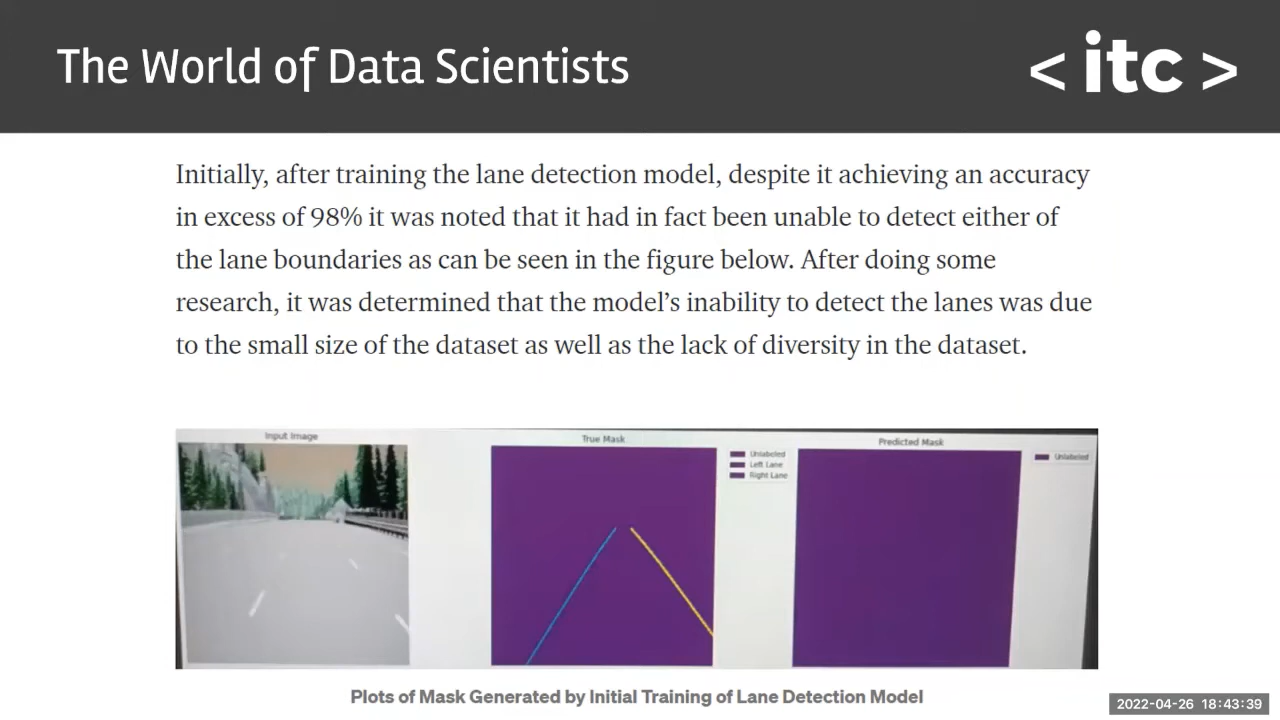 The World of Data Scientists
< itc >
Initially, after training the lane detection model, despite it achieving an accuracy
in excess of 98% it was noted that it had in fact been unable to detect either of
the lane boundaries as can be seen in the figure below. After doing some
research, it was determined that the model’s inability to detect the lanes was due
to the small size of the dataset as well as the lack of diversity in the dataset.
Input Image
True Mask
Unlabeled
Left Lane
Right Lane
Predicted Mask
Unlabeled
Plots of Mask Generated by Initial Training of Lane Detection Model
2022-04-26 18:43:39